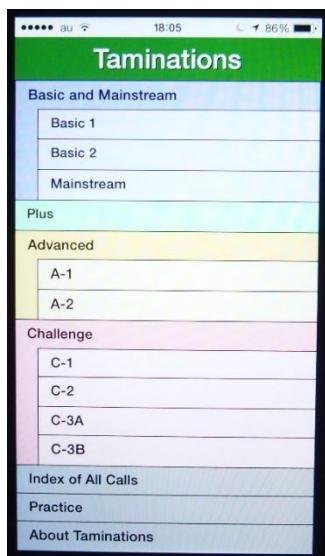 au 18:05 86%
Taminations
Basic and Mainstream
Basic 1
Basic 2
Mainstream
Plus
Advanced
A-1
A-2
Challenge
C-1
C-2
C-3A
C-3B
Index of All Calls
Practice
About Taminations